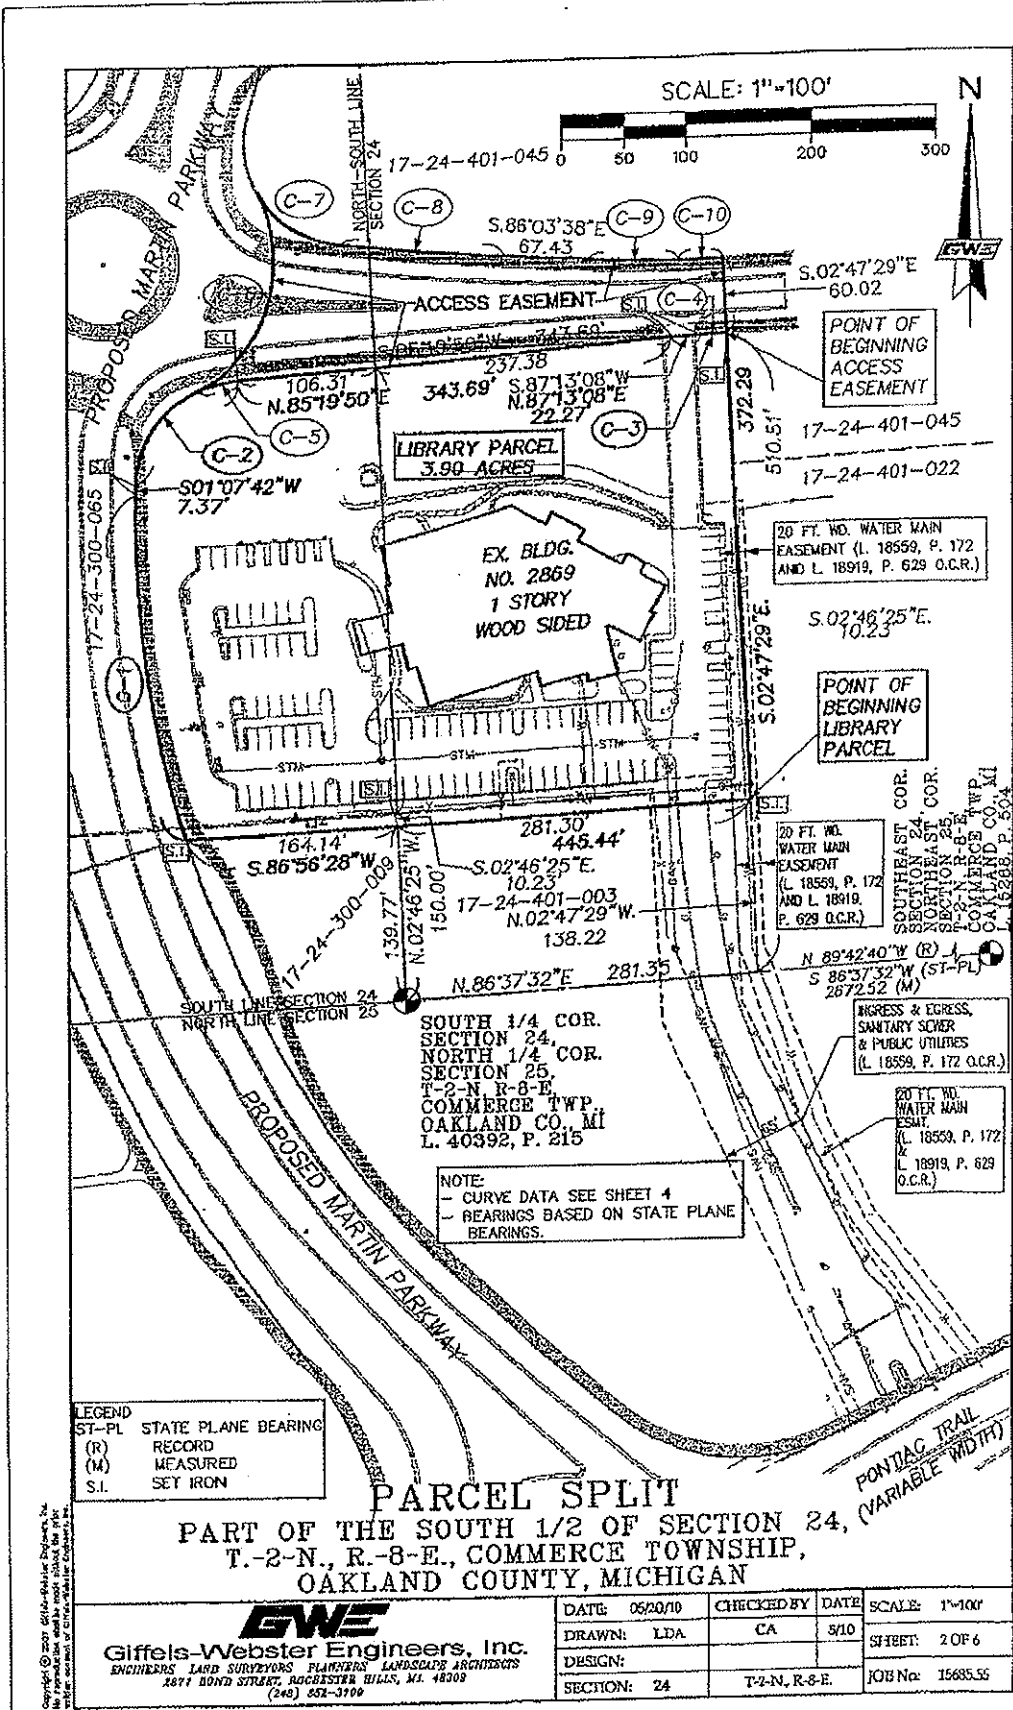 SCALE: 1"=100'
0 50 100 200 300
N
GWE
PROPOSED MARTIN PARKWAY
NORTH-SOUTH LINE
SECTION 24
17-24-401-045
C-7
C-8
S.86°03'38"E
67.43
C-9
C-10
S.02°47'29"E
60.02
ACCESS EASEMENT
S.I.
C-4
POINT OF
BEGINNING
ACCESS
EASEMENT
S.I.
343.69'
237.38
106.31'
N.85°19'50"E
343.69'
S.87°13'08"W
N.87°13'08"E
22.27'
S.I.
C-3
372.29
510.51'
17-24-401-045
17-24-401-022
C-5
C-2
LIBRARY PARCEL
3.90 ACRES
S.I.
S01°07'42"W
7.37'
17-24-300-065
EX. BLDG.
NO. 2869
1 STORY
WOOD SIDED
20 FT. WD. WATER MAIN
EASEMENT (L. 18559, P. 172
AND L. 18919, P. 629 O.C.R.)
S.02°46'25"E.
10.23
S.02°47'29"E.
POINT OF
BEGINNING
LIBRARY
PARCEL
STM
STM
STM
S.I.
S.I.
S.I.
164.14'
S.86°56'28"W
281.30'
445.44'
S.02°46'25"E.
10.23
17-24-401-003
N.02°47'29"W.
138.22
139.77'
N.02°46'25"W
150.00'
17-24-300-009
20 FT. WD.
WATER MAIN
EASEMENT
(L. 18559, P. 172
AND L. 18919,
P. 629 O.C.R.)
SOUTHEAST COR.
SECTION 24,
NORTHEAST COR.
SECTION 25,
T-2-N, R-8-E,
COMMERCE TWP.
OAKLAND CO., MI
L. 15288, P. 504
N 89°42'40"W (R)
S 86°37'32"W (ST-PL)
2672.52 (M)
N.86°37'32"E 281.35
SOUTH LINE SECTION 24
NORTH LINE SECTION 25
SOUTH 1/4 COR.
SECTION 24,
NORTH 1/4 COR.
SECTION 25,
T-2-N, R-8-E,
COMMERCE TWP.
OAKLAND CO., MI
L. 40392, P. 215
INGRESS & EGRESS,
SANITARY SEWER
& PUBLIC UTILITIES
(L. 18559, P. 172 O.C.R.)
20 FT. WD.
WATER MAIN
ESMT.
(L. 18559, P. 172
&
L. 18919, P. 629
O.C.R.)
PROPOSED MARTIN PARKWAY
NOTE:
- CURVE DATA SEE SHEET 4
- BEARINGS BASED ON STATE PLANE
BEARINGS.
SAN
PONTIAC TRAIL
(VARIABLE WIDTH)
LEGEND
ST-PL STATE PLANE BEARING
(R) RECORD
(M) MEASURED
S.I. SET IRON
PARCEL SPLIT
PART OF THE SOUTH 1/2 OF SECTION 24,
T.-2-N., R.-8-E., COMMERCE TOWNSHIP,
OAKLAND COUNTY, MICHIGAN
GWE
Giffels-Webster Engineers, Inc.
ENGINEERS LAND SURVEYORS PLANNERS LANDSCAPE ARCHITECTS
2871 BOND STREET, ROCHESTER HILLS, MI. 48309
(248) 852-3100
DATE: 05/20/10 CHECKED BY DATE SCALE: 1"=100'
DRAWN: LDA CA 5/10 SHEET: 2 OF 6
DESIGN:
SECTION: 24 T-2-N, R-8-E. JOB No: 15685.55